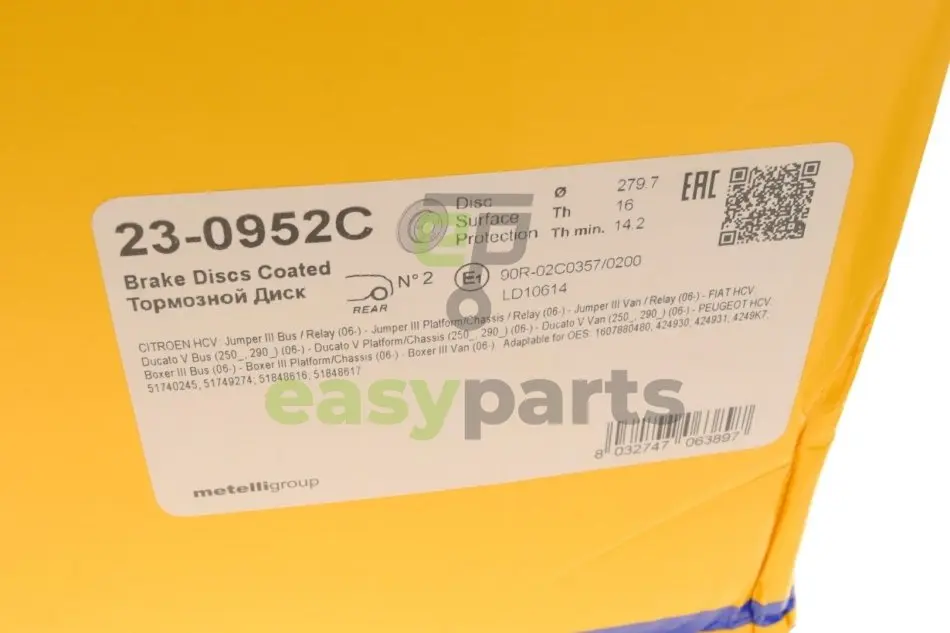 23-0952C
Disc
Surface
Protection
Ø 279.7
Th 16
Th min. 14.2
EAC
Brake Discs Coated
Тормозной Диск
REAR
N° 2
E1
90R-02C0357/0200
LD10614
CITROEN HCV: Jumper III Bus / Relay (06-) - Jumper III Platform/Chassis / Relay (06-) - Jumper III Van / Relay (06-) - FIAT HCV:
Ducato V Bus (250_, 290_) (06-) - Ducato V Platform/Chassis (250_, 290_) (06-) - Ducato V Van (250_, 290_) (06-) - PEUGEOT HCV:
Boxer III Bus (06-) - Boxer III Platform/Chassis (06-) - Boxer III Van (06-). Adaptable for OES: 1607880480, 424930, 424931, 4249K7,
51740245, 51749274, 51848616, 51848617
easyparts
8 032747 063897
metelligroup